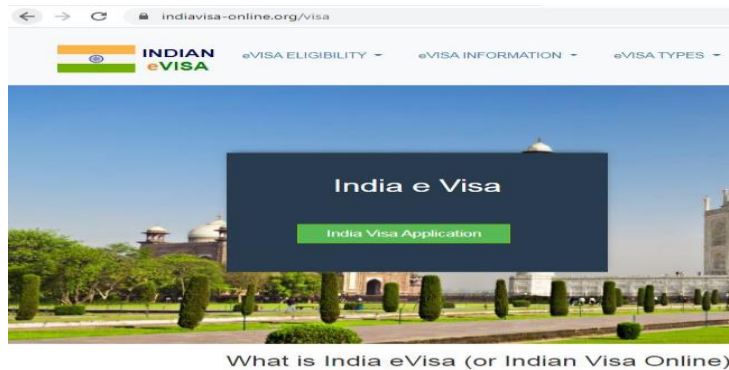 indiavisa-online.org/visa
INDIAN
eVISA
eVISA ELIGIBILITY
eVISA INFORMATION
eVISA TYPES
India e Visa
India Visa Application
What is India eVisa (or Indian Visa Online)